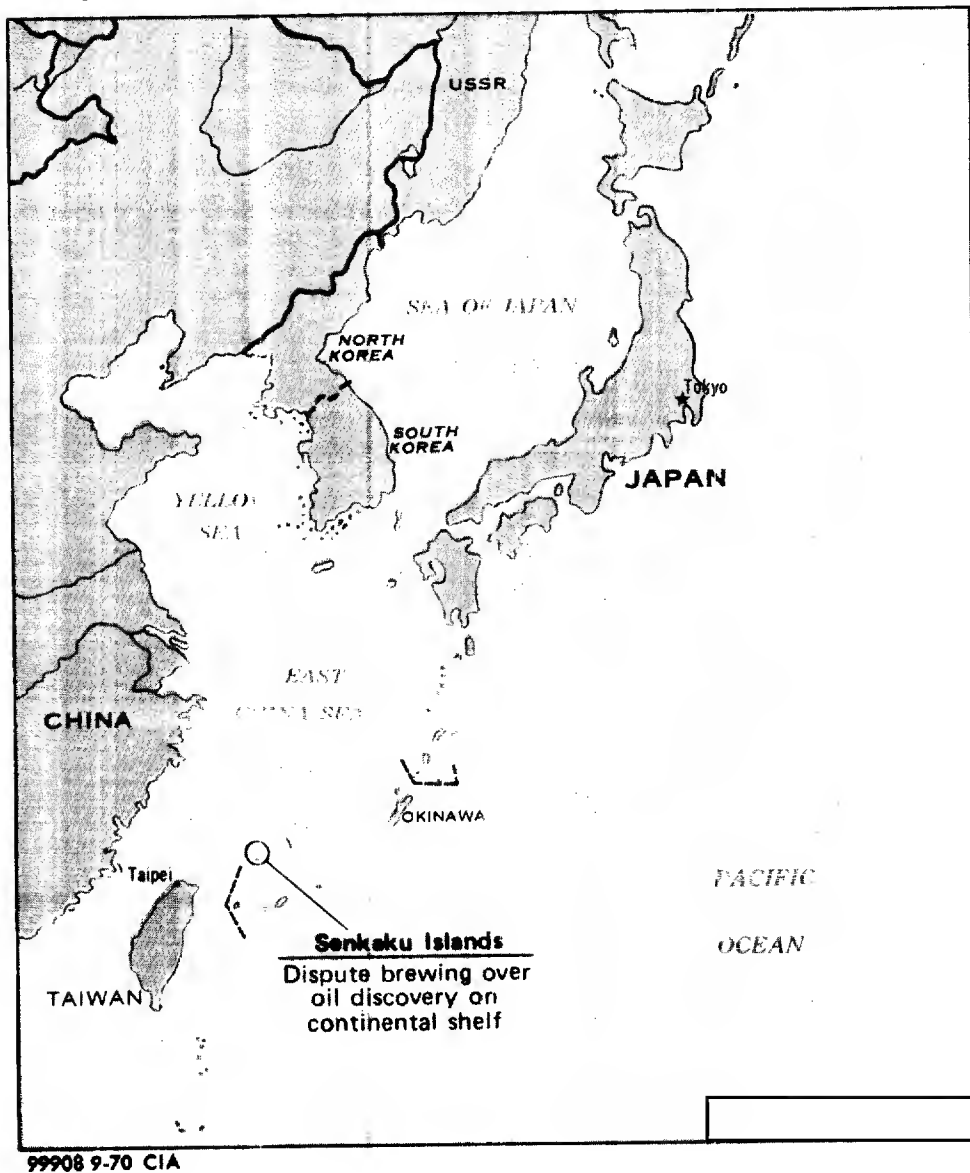 USSR
SEA OF JAPAN
NORTH
KOREA
Tokyo
SOUTH
KOREA
JAPAN
YELLOW
SEA
EAST
CHINA SEA
CHINA
OKINAWA
Taipei
PACIFIC
OCEAN
Senkaku Islands
Dispute brewing over
oil discovery on
continental shelf
TAIWAN
99908 9-70 CIA